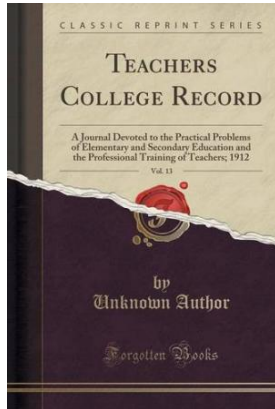 CLASSIC REPRINT SERIES
TEACHERS
COLLEGE RECORD
A Journal Devoted to the Practical Problems
of Elementary and Secondary Education and
the Professional Training of Teachers; 1912
Vol. 13
by
Unknown Author
Forgotten Books